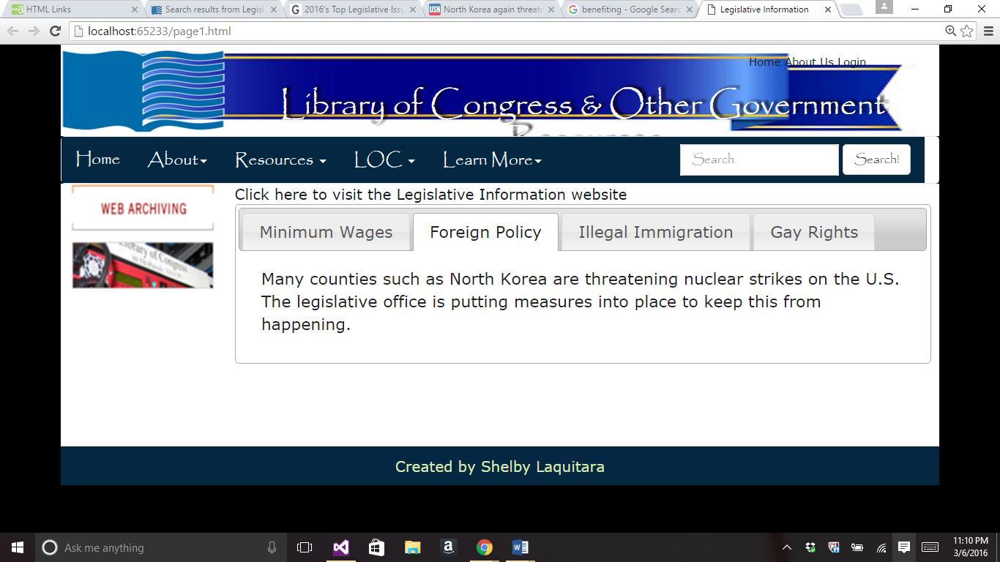 HTML Links
Search results from Legisl
2016's Top Legislative Issu
North Korea again threate
benefiting - Google Searc
Legislative Information
localhost:65233/page1.html
Home About Us Login
Library of Congress & Other Government
Resources
Home About Resources LOC Learn More Search Search!
WEB ARCHIVING
Library of Congress
Click here to visit the Legislative Information website
Minimum Wages Foreign Policy Illegal Immigration Gay Rights
Many counties such as North Korea are threatening nuclear strikes on the U.S.
The legislative office is putting measures into place to keep this from
happening.
Created by Shelby Laquitara
Ask me anything
11:10 PM
3/6/2016